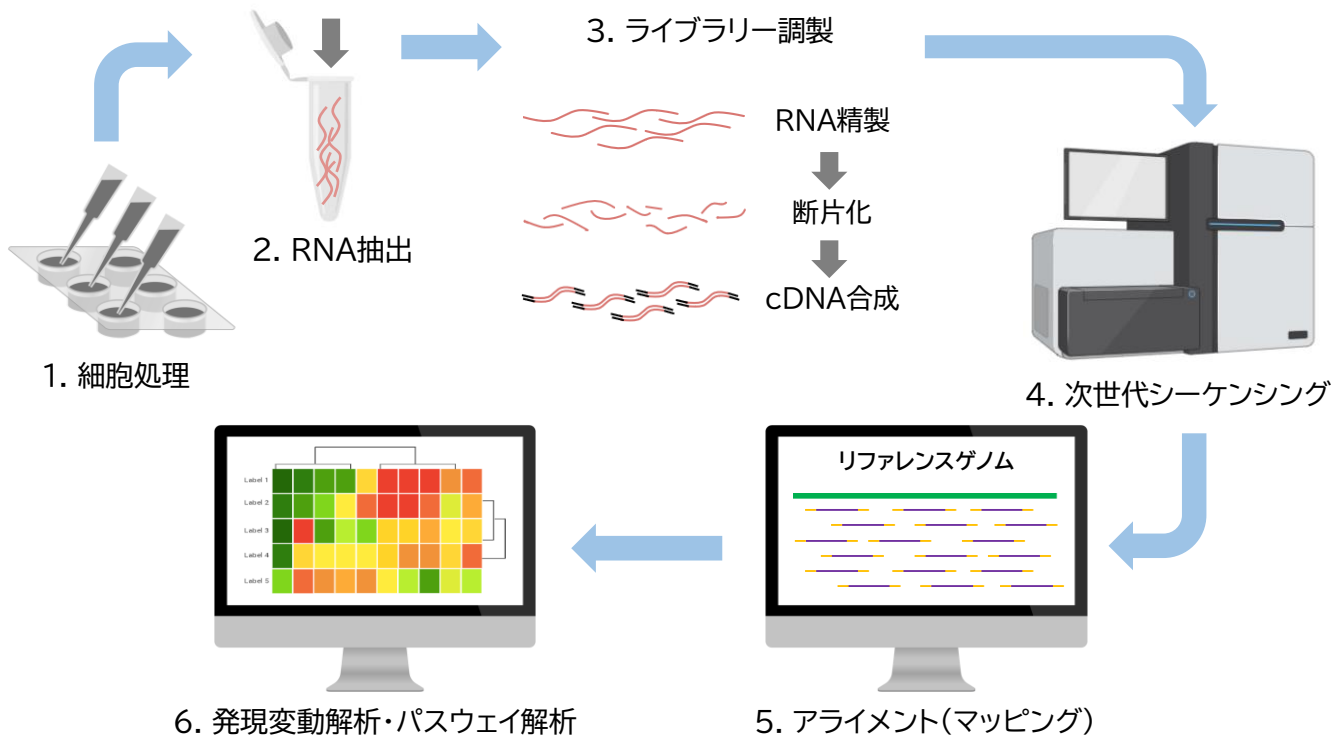 1. 細胞処理
2. RNA抽出
3. ライブラリー調製
RNA精製
断片化
cDNA合成
4. 次世代シーケンシング
リファレンスゲノム
5. アライメント(マッピング)
Label 1
Label 2
Label 3
Label 4
Label 5
6. 発現変動解析・パスウェイ解析